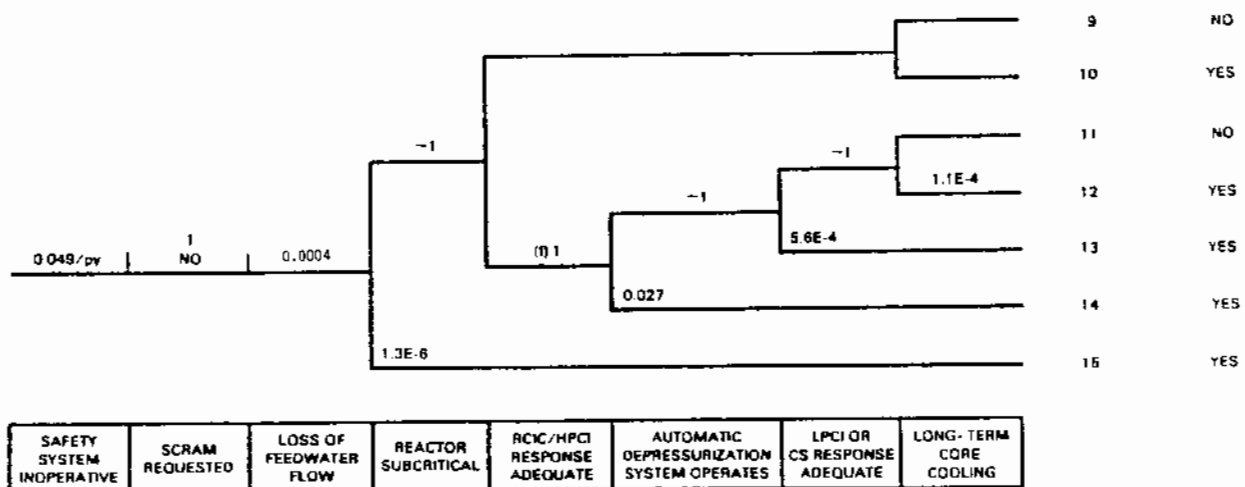 9 NO
10 YES
~1
11 NO
~1
1.1E-4
12 YES
~1
1
NO
0.049/py
0.0004
(f) 1
5.6E-4
13 YES
0.027
14 YES
1.3E-6
15 YES
SAFETY SYSTEM INOPERATIVE
SCRAM REQUESTED
LOSS OF FEEDWATER FLOW
REACTOR SUBCRITICAL
RCIC/HPCI RESPONSE ADEQUATE
AUTOMATIC DEPRESSURIZATION SYSTEM OPERATES
LPCI OR CS RESPONSE ADEQUATE
LONG-TERM CORE COOLING